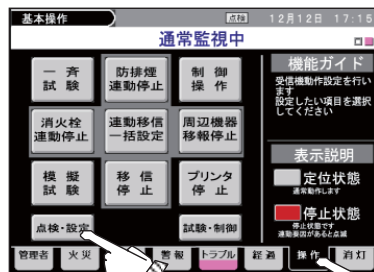 基本操作
点検
12月12日 17:15
通常監視中
一斉
試験
防排煙
連動停止
制御
操作
消火栓
連動停止
連動移信
一括設定
周辺機器
移報停止
模擬
試験
移信
停止
プリンタ
停止
点検・設定
試験・制御
機能ガイド
受信機動作設定を行い
ます
設定したい項目を選択
してください
表示説明
定位状態
通常動作します
停止状態
停止状態です
連動要因があると点滅
管理者
火災
警報
トラブル
経過
操作
消灯